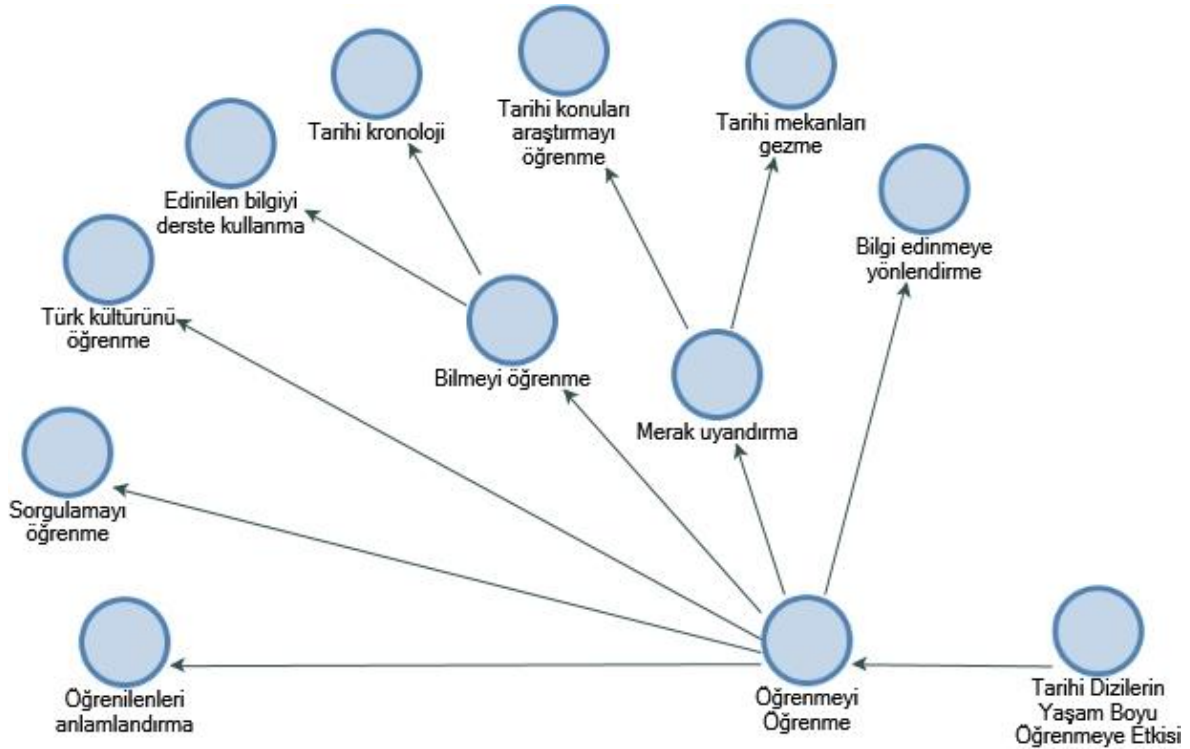 Tarihi kronoloji
Tarihi konuları
araştırmayı
öğrenme
Tarihi mekanları
gezme
Edinilen bilgiyi
derste kullanma
Bilgi edinmeye
yönlendirme
Türk kültürünü
öğrenme
Bilmeyi öğrenme
Merak uyandırma
Sorgulamayı
öğrenme
Öğrenilenleri
anlamlandırma
Öğrenmeyi
Öğrenme
Tarihi Dizilerin
Yaşam Boyu
Öğrenmeye Etkisi